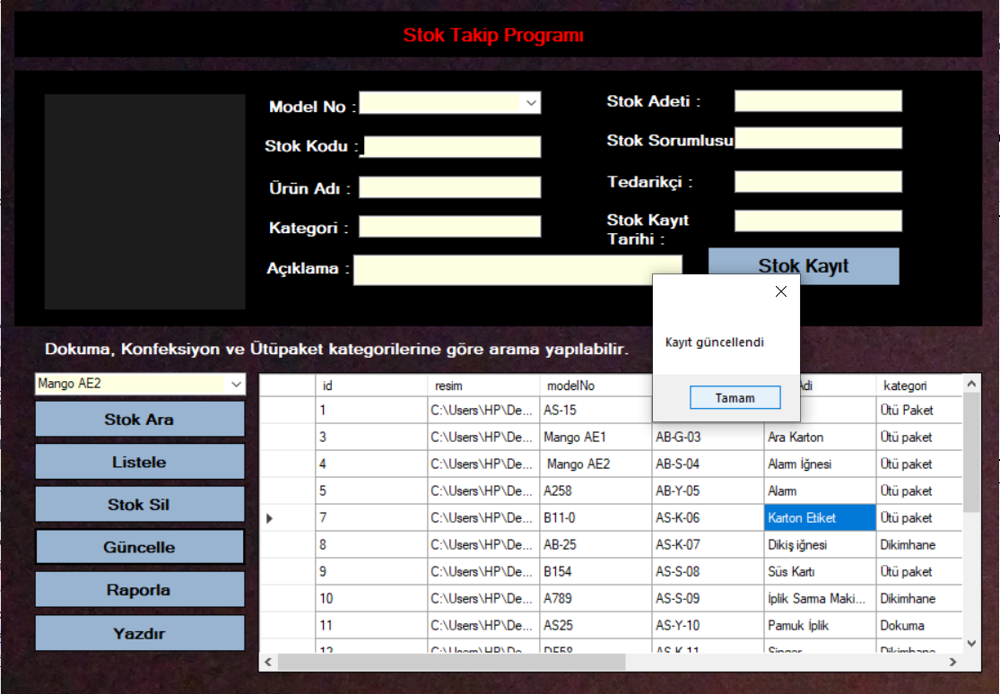 Stok Takip Programı
Model No :
Stok Adeti :
Stok Kodu :
Stok Sorumlusu
Ürün Adı :
Tedarikçi :
Kategori :
Stok Kayıt
Tarihi :
Açıklama :
Stok Kayıt
Kayıt güncellendi
Tamam
Dokuma, Konfeksiyon ve Ütüpaket kategorilerine göre arama yapılabilir.
Mango AE2
Stok Ara
Listele
Stok Sil
Güncelle
Raporla
Yazdır
id resim modelNo Adi kategori
1 C:\Users\HP\De... AS-15 Ütü Paket
3 C:\Users\HP\De... Mango AE1 AB-G-03 Ara Karton Ütü paket
4 C:\Users\HP\De... Mango AE2 AB-S-04 Alarm İğnesi Ütü paket
5 C:\Users\HP\De... A258 AB-Y-05 Alarm Ütü paket
7 C:\Users\HP\De... B11-0 AS-K-06 Karton Etiket Ütü paket
8 C:\Users\HP\De... AB-25 AS-K-07 Dikiş iğnesi Dikimhane
9 C:\Users\HP\De... B154 AS-S-08 Süs Kartı Ütü paket
10 C:\Users\HP\De... A789 AS-S-09 İplik Sarma Maki... Dikimhane
11 C:\Users\HP\De... AS25 AS-Y-10 Pamuk İplik Dokuma
12 C:\Users\HP\De... DF58 AS-K-11 Singer Dikimhane